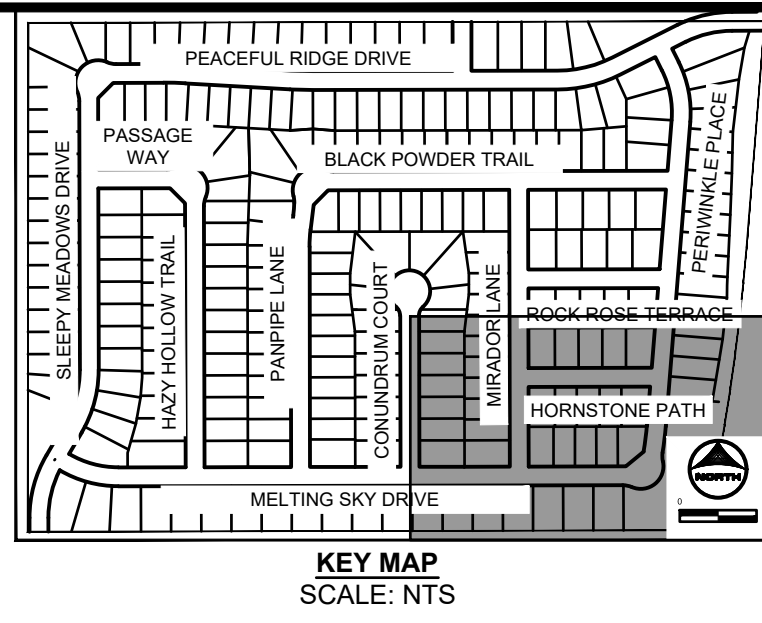 PEACEFUL RIDGE DRIVE
PASSAGE
WAY
BLACK POWDER TRAIL
PERIWINKLE PLACE
SLEEPY MEADOWS DRIVE
HAZY HOLLOW TRAIL
PANPIPE LANE
CONUNDRUM COURT
MIRADOR LANE
ROCK ROSE TERRACE
HORNSTONE PATH
MELTING SKY DRIVE
NORTH
0
KEY MAP
SCALE: NTS